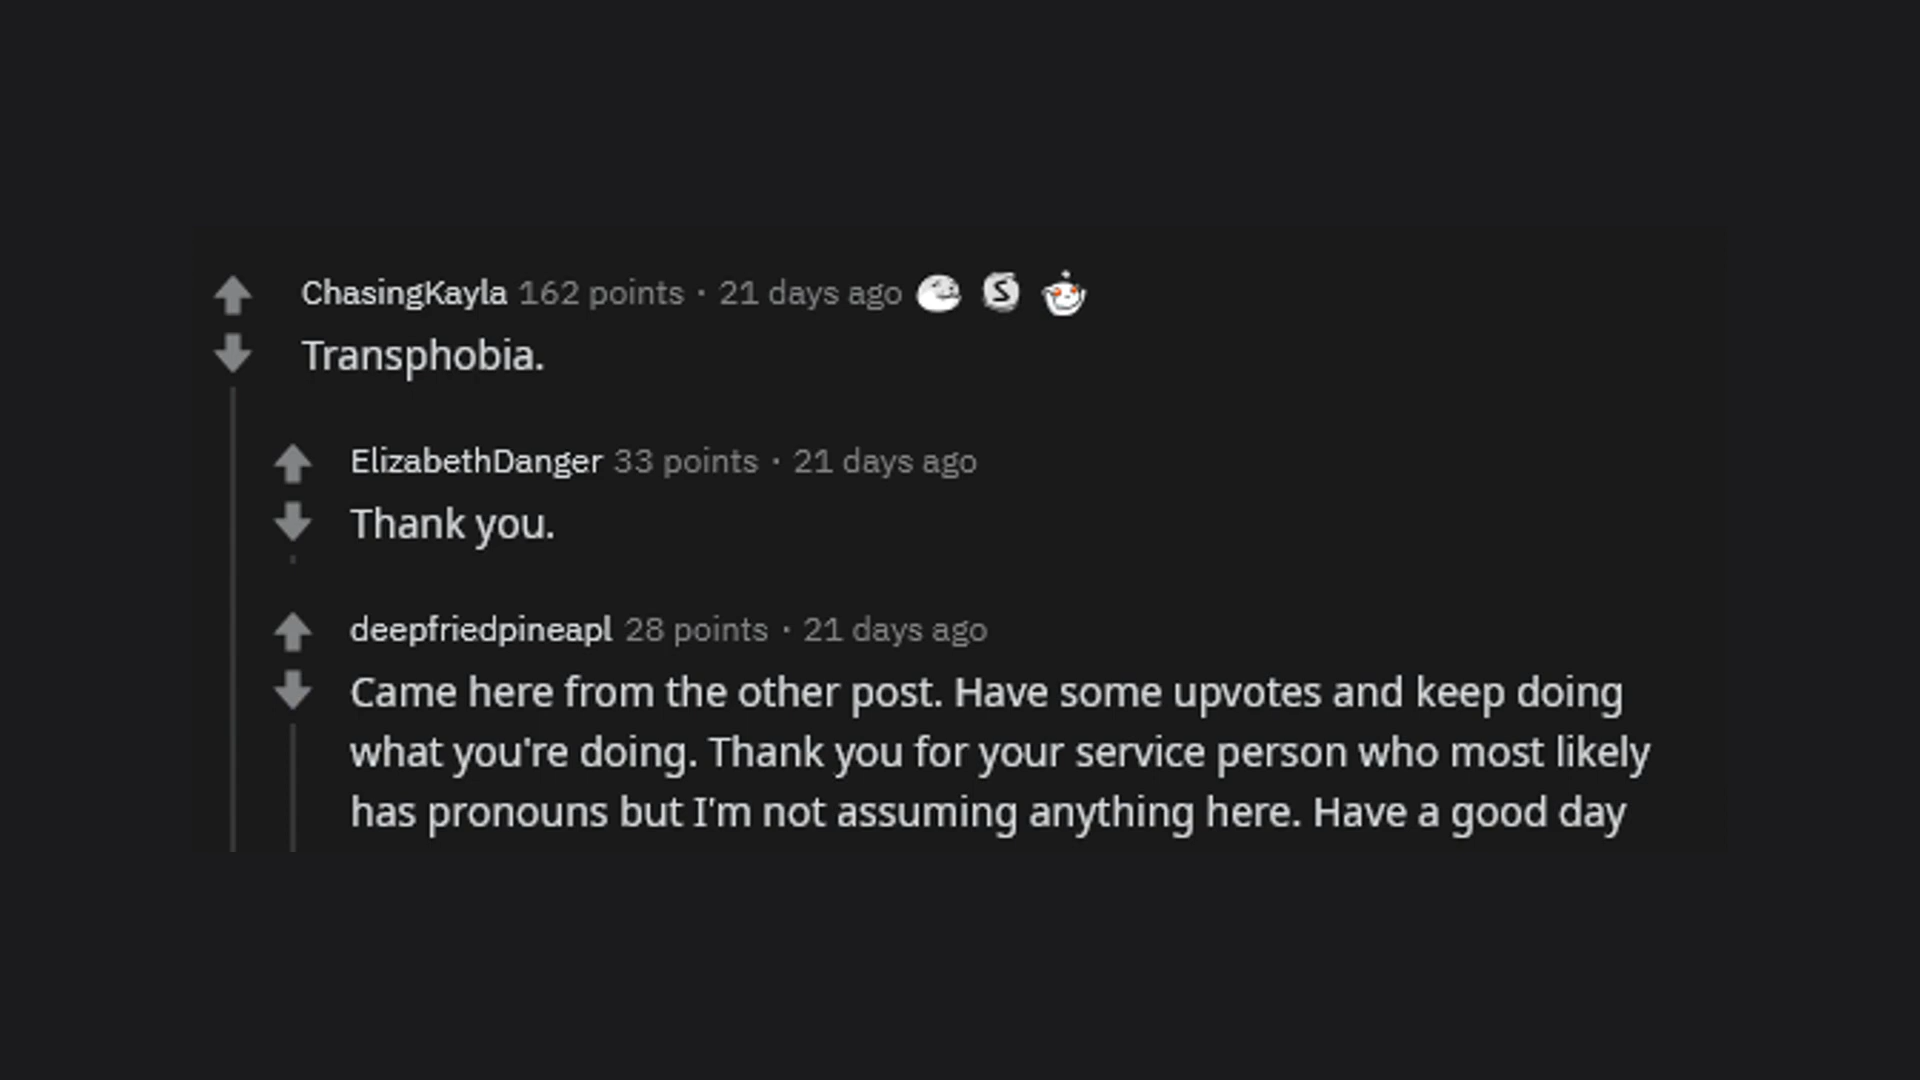 ChasingKayla 162 points · 21 days ago
Transphobia.
ElizabethDanger 33 points · 21 days ago
Thank you.
deepfriedpineapl 28 points · 21 days ago
Came here from the other post. Have some upvotes and keep doing
what you're doing. Thank you for your service person who most likely
has pronouns but I'm not assuming anything here. Have a good day